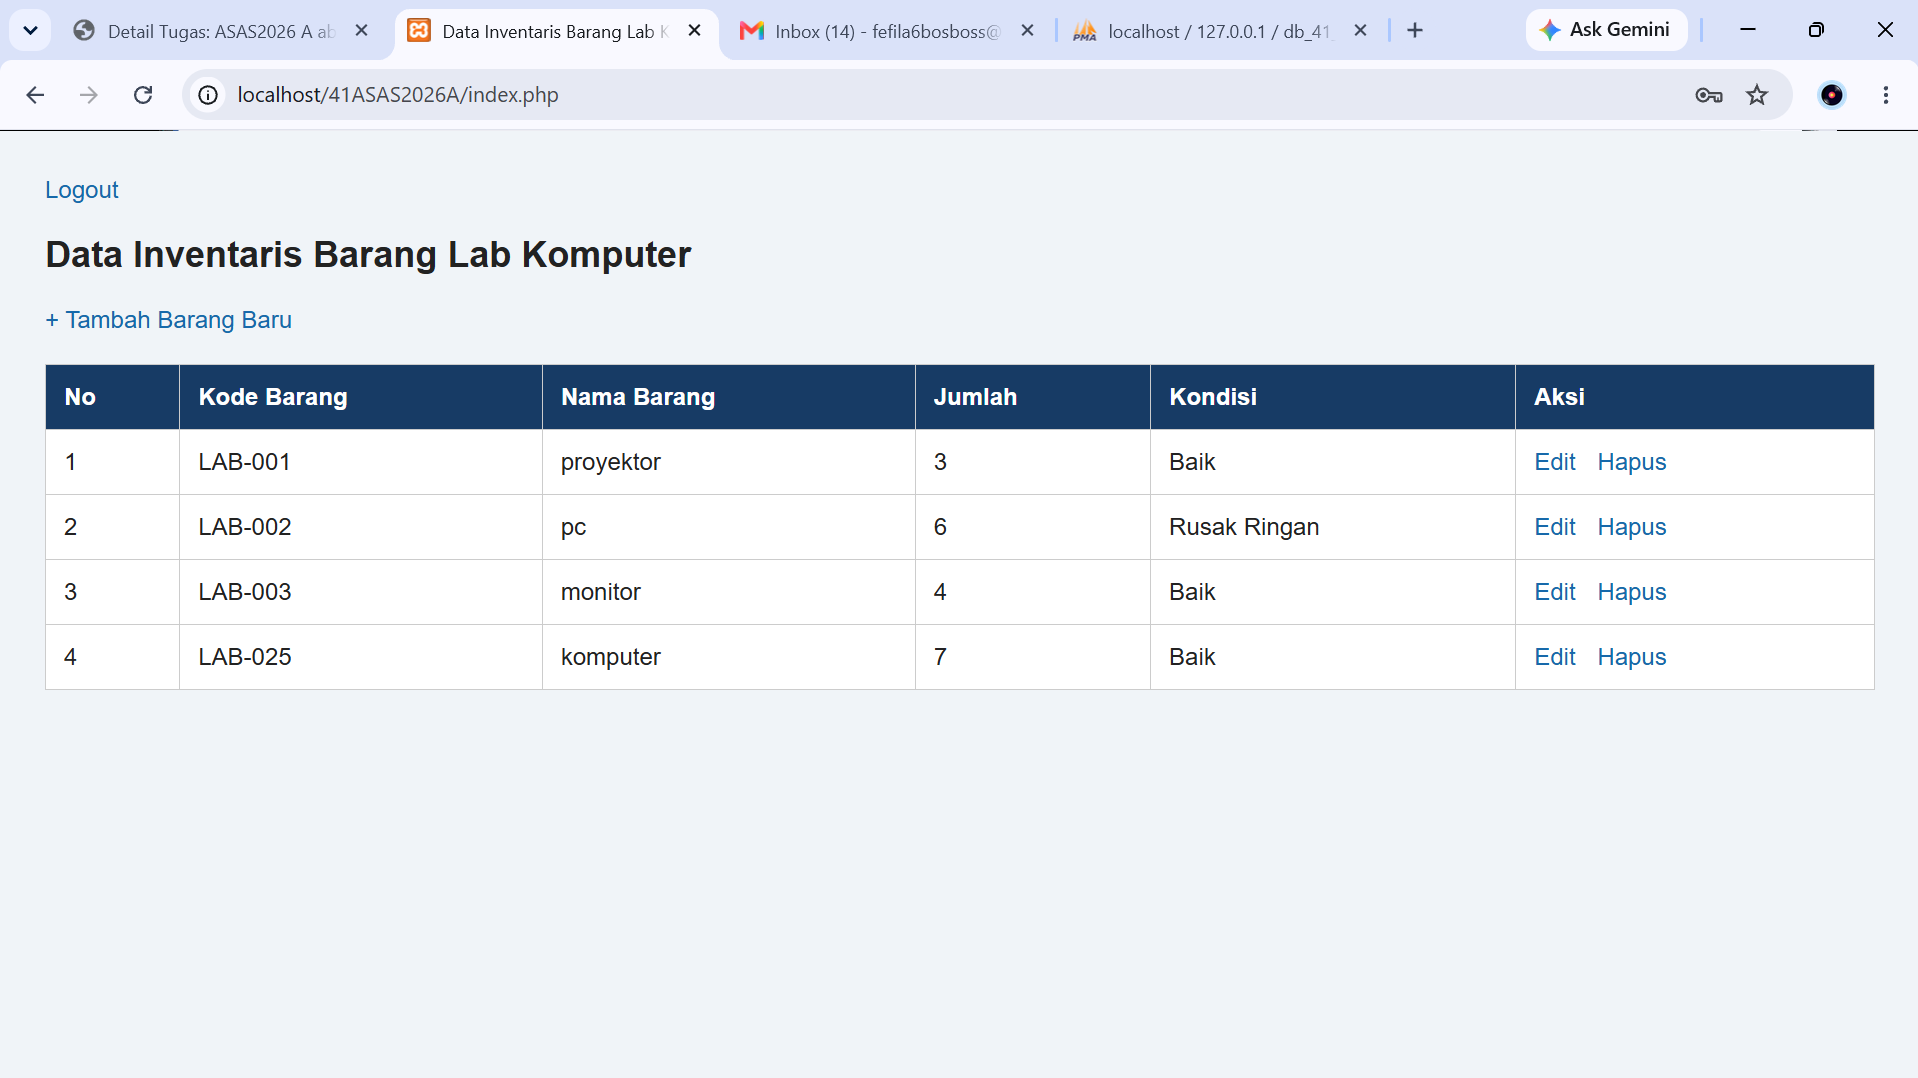 Detail Tugas: ASAS2026 A ab
Data Inventaris Barang Lab K
Inbox (14) - fefila6bosboss@
localhost / 127.0.0.1 / db_41_
Ask Gemini
localhost/41ASAS2026A/index.php
Logout
Data Inventaris Barang Lab Komputer
+ Tambah Barang Baru
No Kode Barang Nama Barang Jumlah Kondisi Aksi
1 LAB-001 proyektor 3 Baik Edit Hapus
2 LAB-002 pc 6 Rusak Ringan Edit Hapus
3 LAB-003 monitor 4 Baik Edit Hapus
4 LAB-025 komputer 7 Baik Edit Hapus